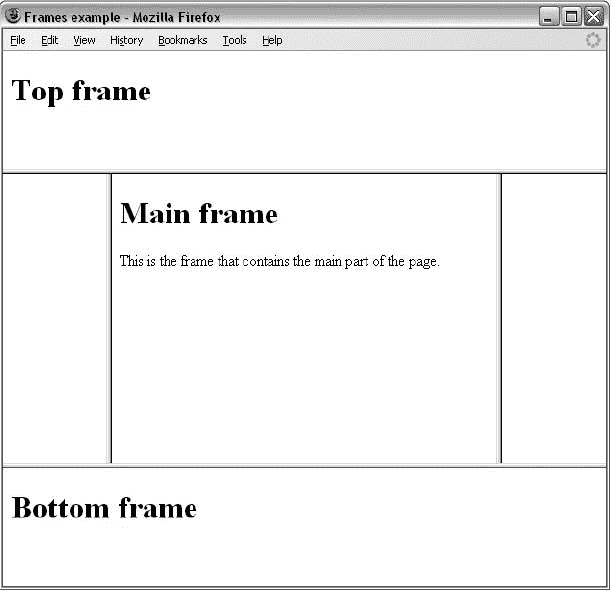 Frames example - Mozilla Firefox
File Edit View History Bookmarks Tools Help
Top frame
Main frame
This is the frame that contains the main part of the page.
Bottom frame